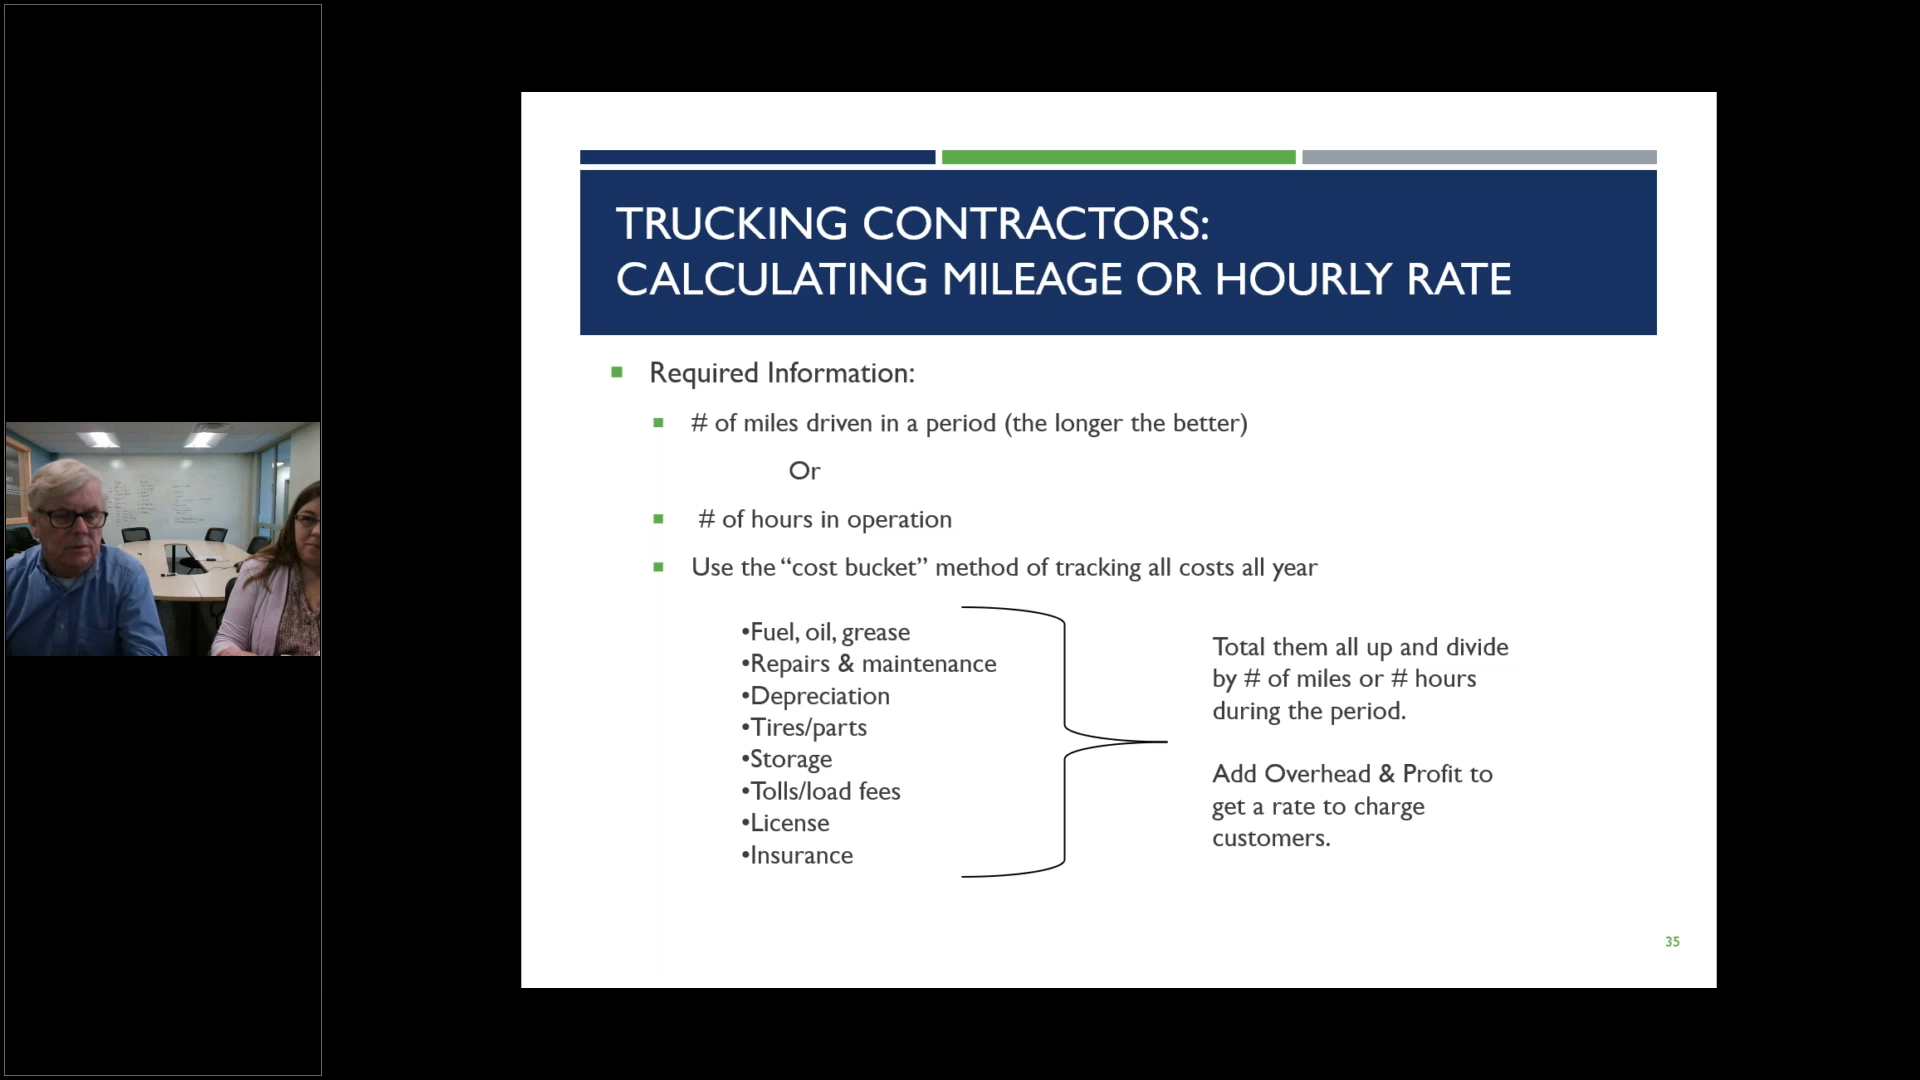 TRUCKING CONTRACTORS:
CALCULATING MILEAGE OR HOURLY RATE
■ Required Information:
■ # of miles driven in a period (the longer the better)
Or
■ # of hours in operation
■ Use the “cost bucket” method of tracking all costs all year
•Fuel, oil, grease
•Repairs & maintenance
•Depreciation
•Tires/parts
•Storage
•Tolls/load fees
•License
•Insurance
Total them all up and divide
by # of miles or # hours
during the period.
Add Overhead & Profit to
get a rate to charge
customers.
35